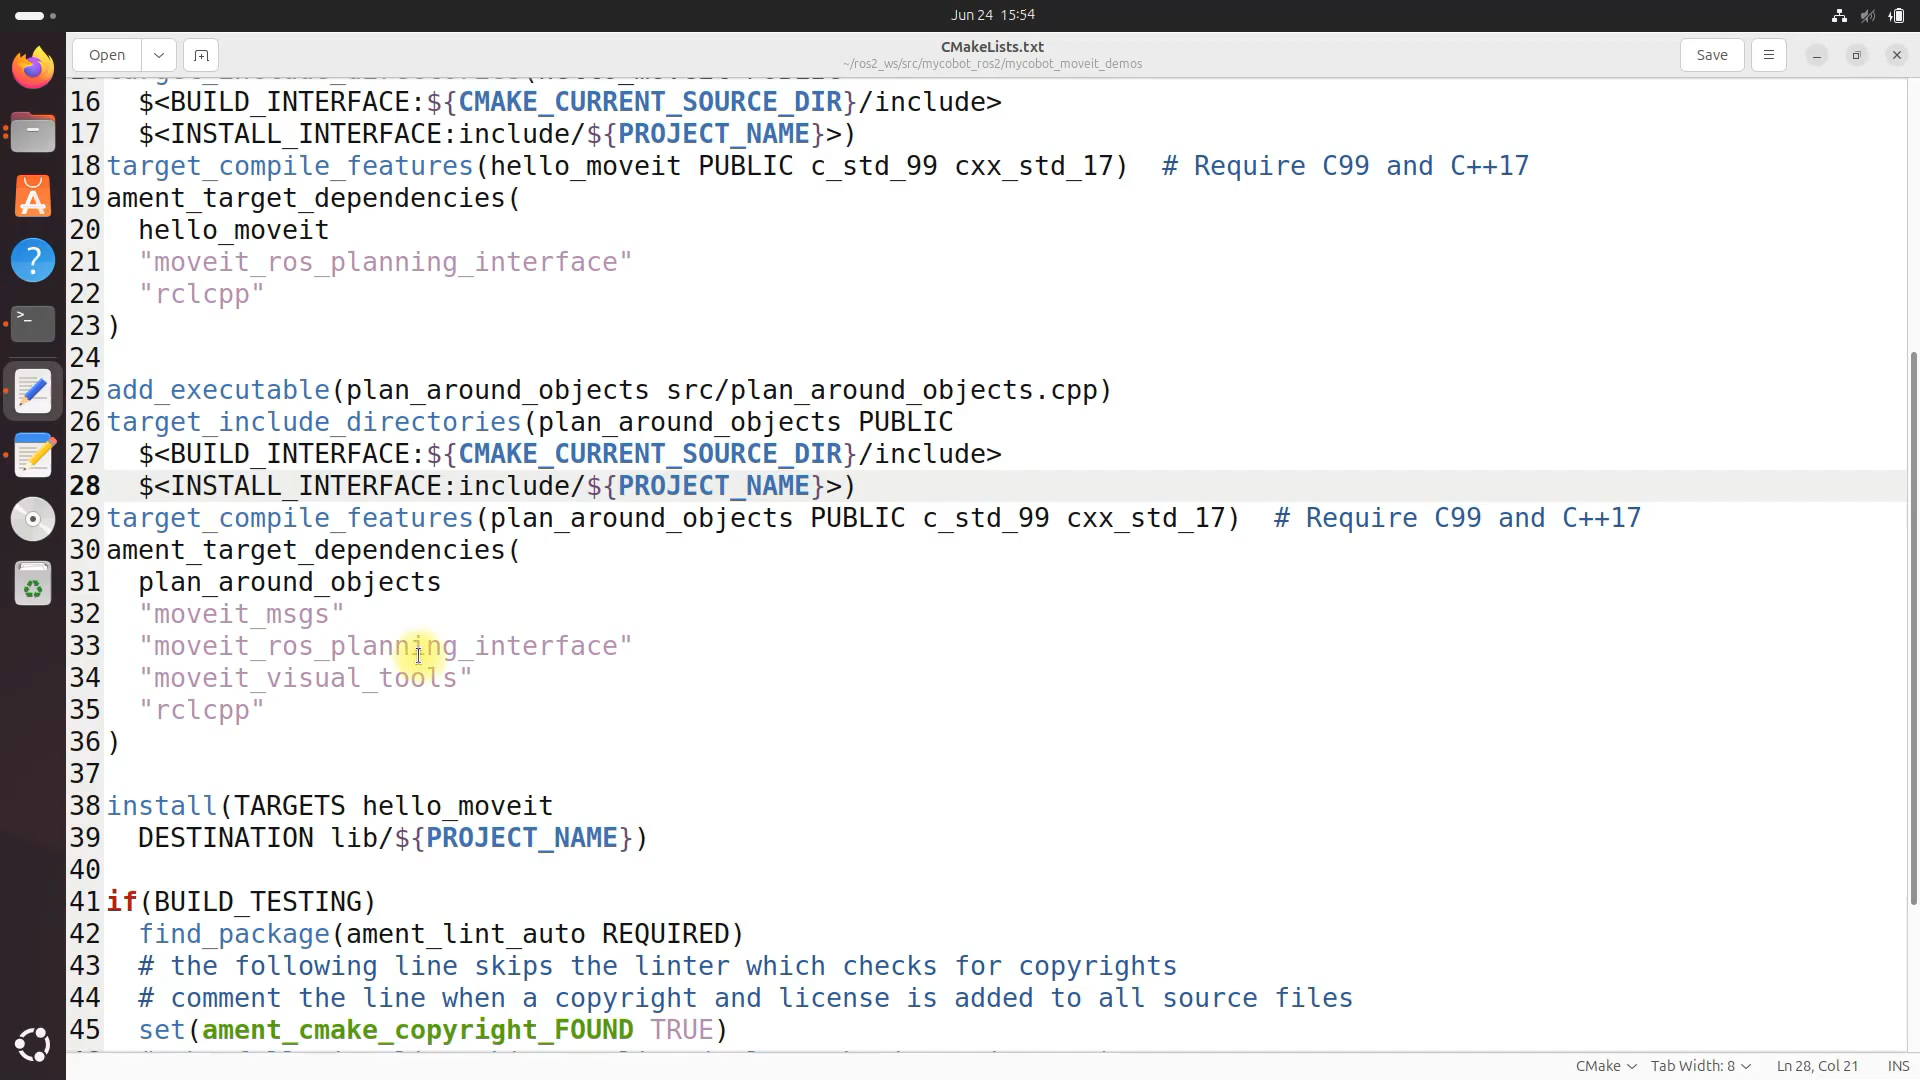 Jun 24 15:54
Open
CMakeLists.txt
~/ros2_ws/src/mycobot_ros2/mycobot_moveit_demos
Save
16 $<BUILD_INTERFACE:${CMAKE_CURRENT_SOURCE_DIR}/include>
17 $<INSTALL_INTERFACE:include/${PROJECT_NAME}>)
18 target_compile_features(hello_moveit PUBLIC c_std_99 cxx_std_17)  # Require C99 and C++17
19 ament_target_dependencies(
20 hello_moveit
21 "moveit_ros_planning_interface"
22 "rclcpp"
23 )
24
25 add_executable(plan_around_objects src/plan_around_objects.cpp)
26 target_include_directories(plan_around_objects PUBLIC
27 $<BUILD_INTERFACE:${CMAKE_CURRENT_SOURCE_DIR}/include>
28 $<INSTALL_INTERFACE:include/${PROJECT_NAME}>)
29 target_compile_features(plan_around_objects PUBLIC c_std_99 cxx_std_17)  # Require C99 and C++17
30 ament_target_dependencies(
31 plan_around_objects
32 "moveit_msgs"
33 "moveit_ros_planning_interface"
34 "moveit_visual_tools"
35 "rclcpp"
36 )
37
38 install(TARGETS hello_moveit
39 DESTINATION lib/${PROJECT_NAME})
40
41 if(BUILD_TESTING)
42 find_package(ament_lint_auto REQUIRED)
43 # the following line skips the linter which checks for copyrights
44 # comment the line when a copyright and license is added to all source files
45 set(ament_cmake_copyright_FOUND TRUE)
CMake Tab Width: 8 Ln 28, Col 21 INS